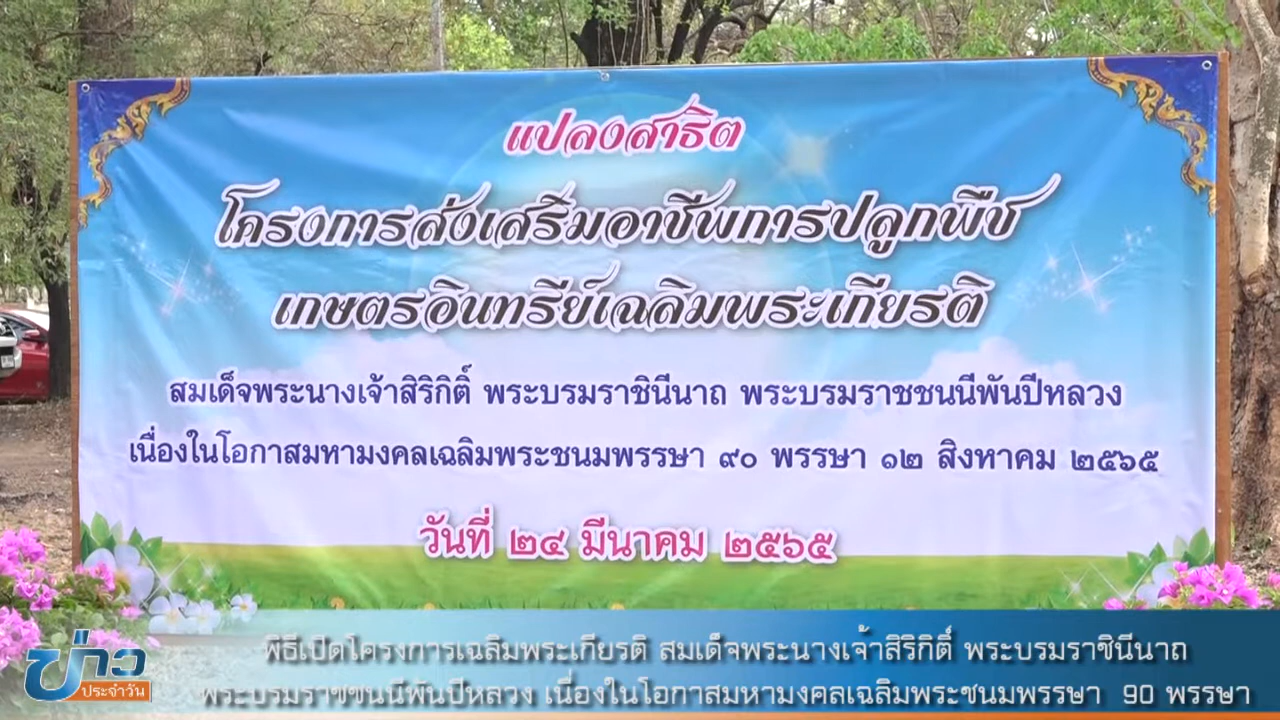 แปลงสาธิต
โครงการส่งเสริมอาชีพการปลูกพืช
เกษตรอินทรีย์เฉลิมพระเกียรติ
สมเด็จพระนางเจ้าสิริกิติ์ พระบรมราชินีนาถ พระบรมราชชนนีพันปีหลวง
เนื่องในโอกาสมหามงคลเฉลิมพระชนมพรรษา ๙๐ พรรษา ๑๒ สิงหาคม ๒๕๖๕
วันที่ ๒๔ มีนาคม ๒๕๖๕
พิธีเปิดโครงการเฉลิมพระเกียรติ สมเด็จพระนางเจ้าสิริกิติ์ พระบรมราชินีนาถ
พระบรมราชชนนีพันปีหลวง เนื่องในโอกาสมหามงคลเฉลิมพระชนมพรรษา 90 พรรษา
ข่าว
ประจำวัน